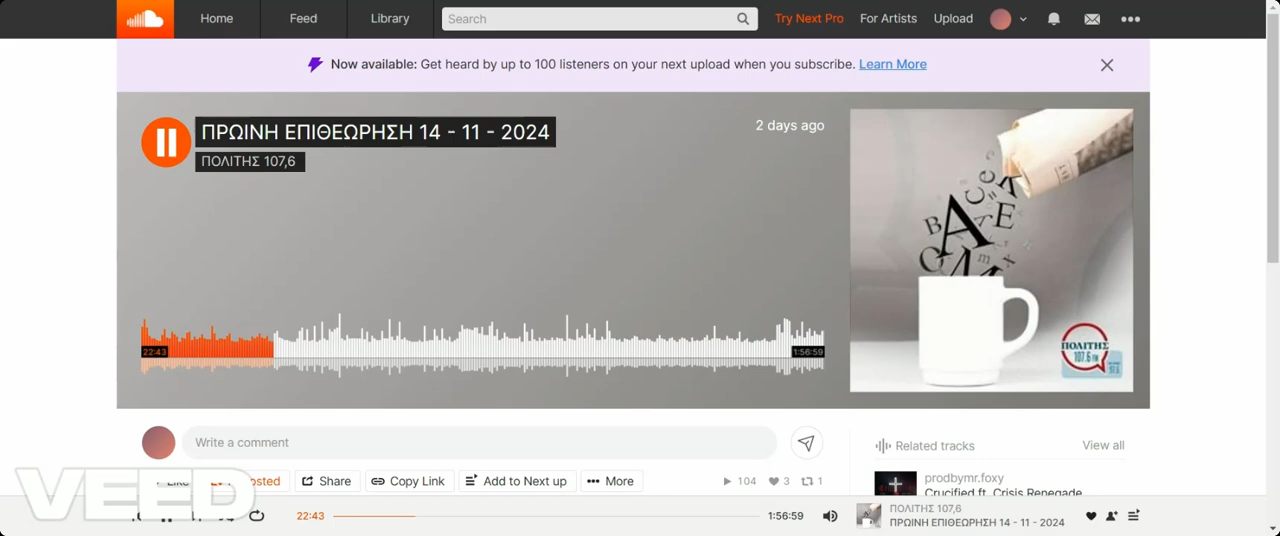 Home Feed Library Search Try Next Pro For Artists Upload
Now available: Get heard by up to 100 listeners on your next upload when you subscribe. Learn More
ΠΡΩΙΝΗ ΕΠΙΘΕΩΡΗΣΗ 14 - 11 - 2024
2 days ago
ΠΟΛΙΤΗΣ 107,6
ΠΟΛΙΤΗΣ
107.6 FM
22:43
1:56:59
Write a comment
Related tracks View all
Share Copy Link Add to Next up More 104 3 1
prodbymr.foxy
Crucified ft. Crisis Renegade
VEED
22:43 1:56:59
ΠΟΛΙΤΗΣ 107,6
ΠΡΩΙΝΗ ΕΠΙΘΕΩΡΗΣΗ 14 - 11 - 2024